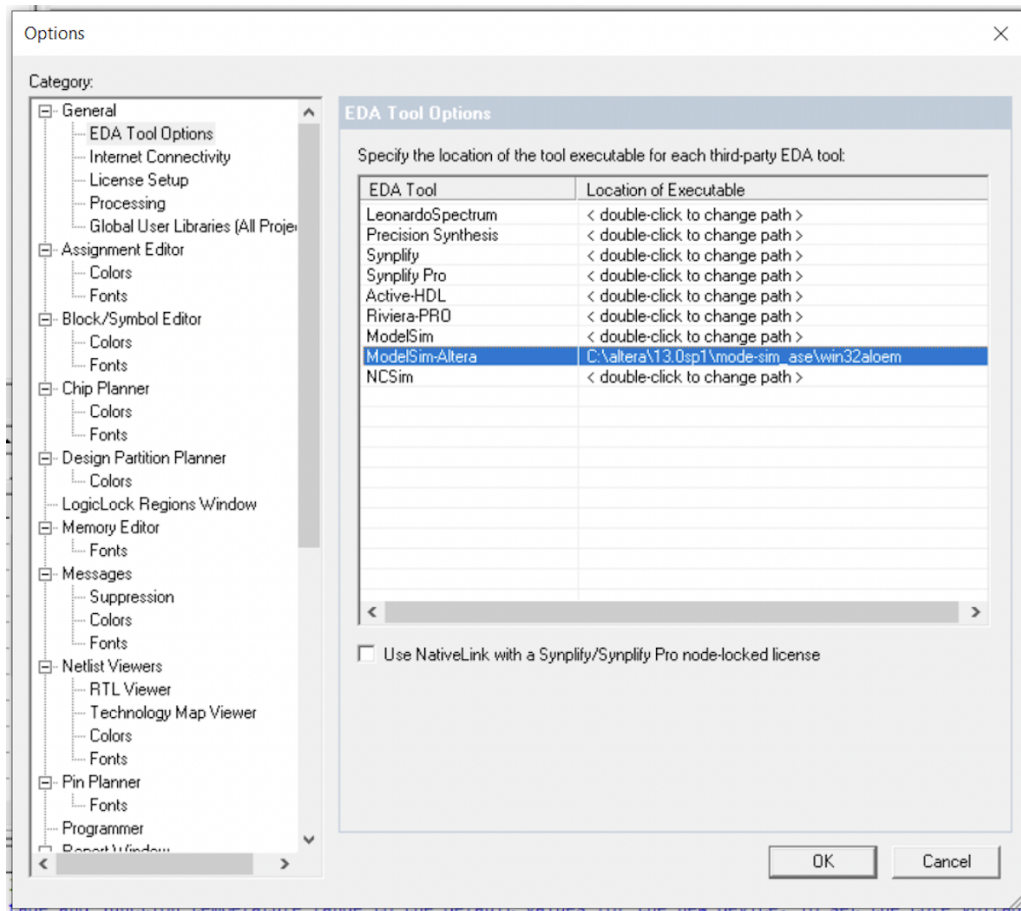 Options
Category:
General
EDA Tool Options
Internet Connectivity
License Setup
Processing
Global User Libraries (All Proje
Assignment Editor
Colors
Fonts
Block/Symbol Editor
Colors
Fonts
Chip Planner
Colors
Fonts
Design Partition Planner
Colors
LogicLock Regions Window
Memory Editor
Fonts
Messages
Suppression
Colors
Fonts
Netlist Viewers
RTL Viewer
Technology Map Viewer
Colors
Fonts
Pin Planner
Fonts
Programmer
Report Window
EDA Tool Options
Specify the location of the tool executable for each third-party EDA tool:
EDA Tool Location of Executable
LeonardoSpectrum < double-click to change path >
Precision Synthesis < double-click to change path >
Synplify < double-click to change path >
Synplify Pro < double-click to change path >
Active-HDL < double-click to change path >
Riviera-PRO < double-click to change path >
ModelSim < double-click to change path >
ModelSim-Altera C:\altera\13.0sp1\mode-sim_ase\win32aloem
NCSim < double-click to change path >
Use NativeLink with a Synplify/Synplify Pro node-locked license
OK Cancel